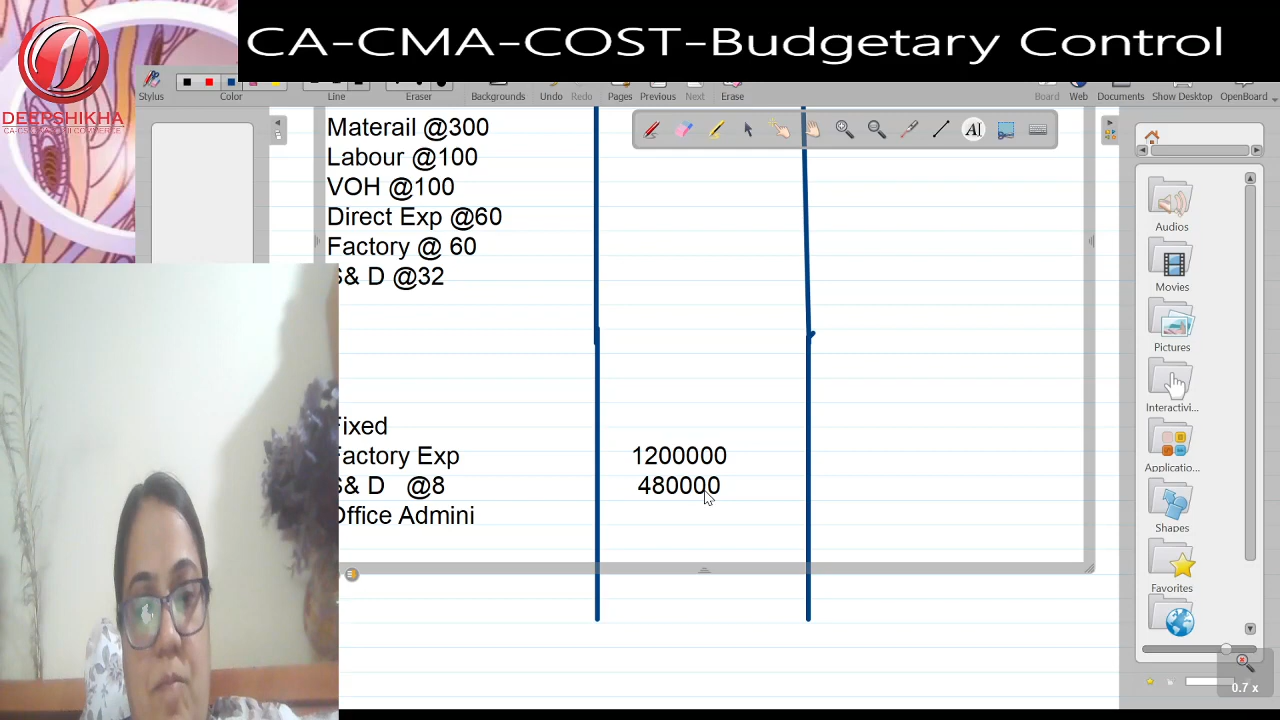 CA-CMA-COST-Budgetary Control
DEEPSHIKHA
Stylus Color Line Eraser Backgrounds Undo Redo Pages Previous Next Erase Board Web Documents Show Desktop OpenBoard
Materail @300
Labour @100
VOH @100
Direct Exp @60
Factory @ 60
S& D @32
Fixed
Factory Exp 1200000
S& D @8 480000
Office Admini
Audios
Movies
Pictures
Interactivi...
Applicatio...
Shapes
Favorites
0.7 x